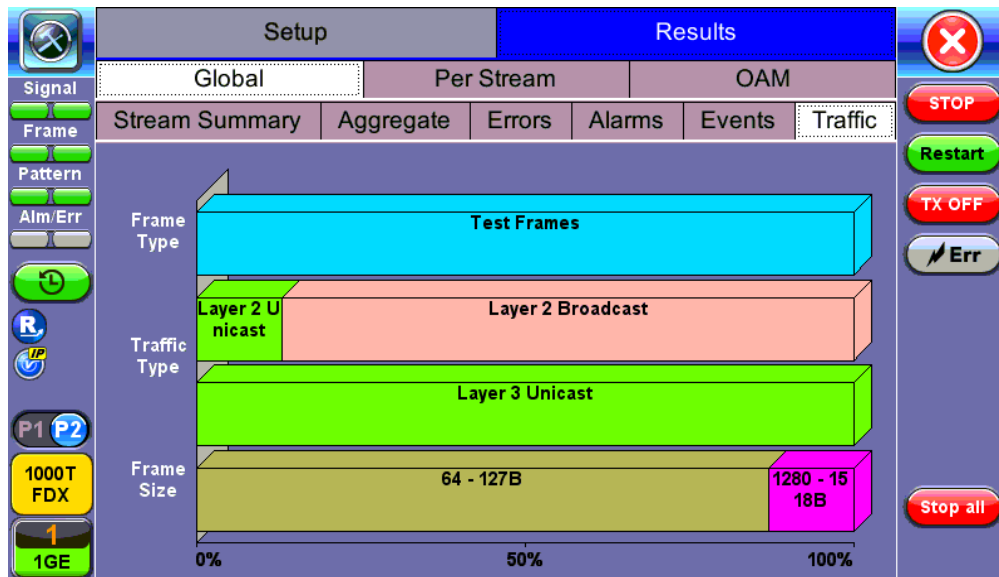 Setup
Results
Global
Per Stream
OAM
Stream Summary
Aggregate
Errors
Alarms
Events
Traffic
Signal
Frame
Pattern
Alm/Err
R
IP
P1 P2
1000T
FDX
1
1GE
Frame
Type
Test Frames
Traffic
Type
Layer 2 U
nicast
Layer 2 Broadcast
Layer 3 Unicast
Frame
Size
64 - 127B
1280 - 15
18B
0%
50%
100%
STOP
Restart
TX OFF
Err
Stop all